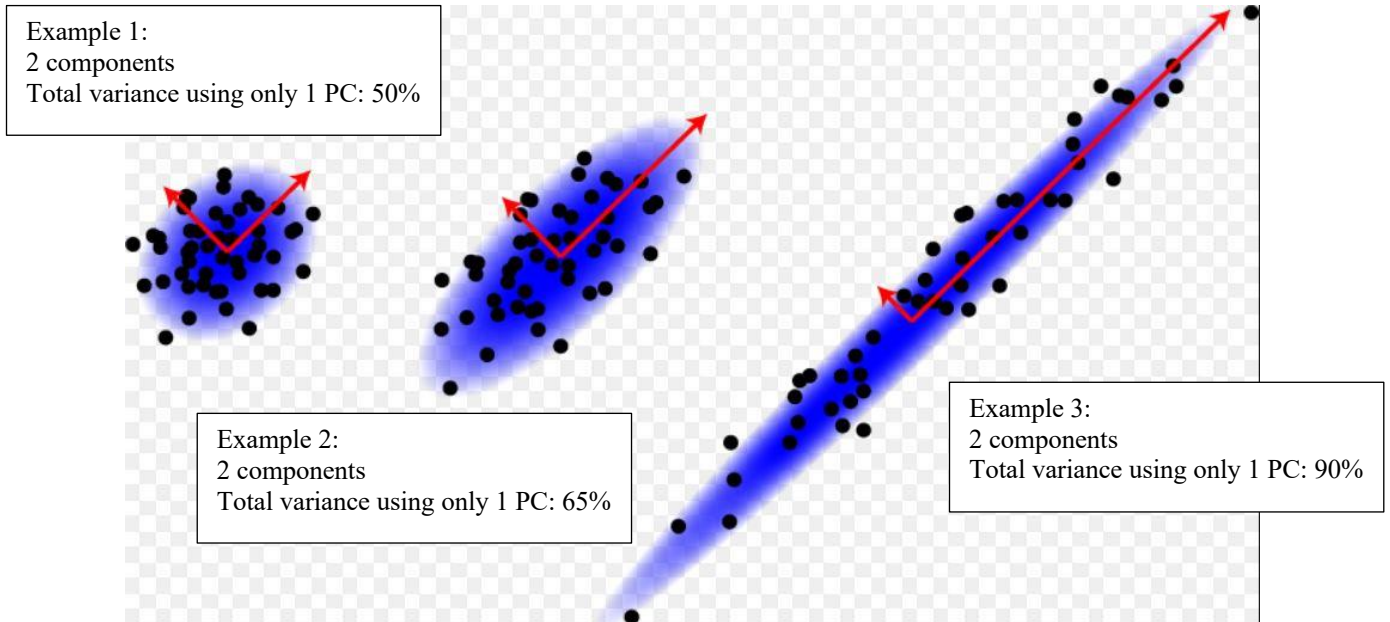 Example 1:
2 components
Total variance using only 1 PC: 50%
Example 2:
2 components
Total variance using only 1 PC: 65%
Example 3:
2 components
Total variance using only 1 PC: 90%